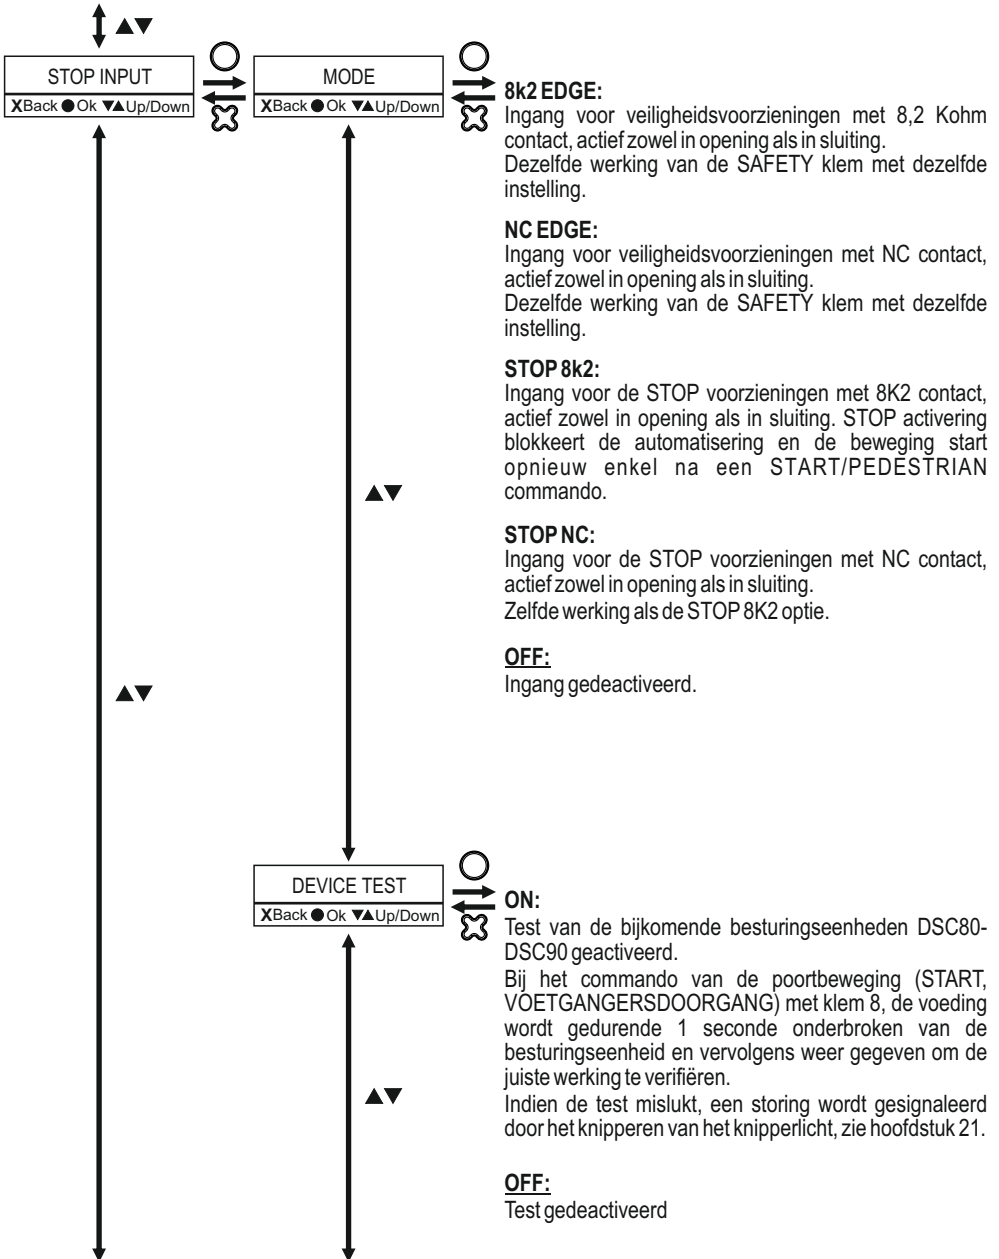 ▲▼
STOP INPUT
XBack ●Ok ▼▲Up/Down
MODE
XBack ●Ok ▼▲Up/Down
8k2 EDGE:
Ingang voor veiligheidsvoorzieningen met 8,2 Kohm
contact, actief zowel in opening als in sluiting.
Dezelfde werking van de SAFETY klem met dezelfde
instelling.
NC EDGE:
Ingang voor veiligheidsvoorzieningen met NC contact,
actief zowel in opening als in sluiting.
Dezelfde werking van de SAFETY klem met dezelfde
instelling.
STOP 8k2:
Ingang voor de STOP voorzieningen met 8K2 contact,
actief zowel in opening als in sluiting. STOP activering
blokkeert de automatisering en de beweging start
opnieuw enkel na een START/PEDESTRIAN
commando.
▲▼
STOP NC:
Ingang voor de STOP voorzieningen met NC contact,
actief zowel in opening als in sluiting.
Zelfde werking als de STOP 8K2 optie.
OFF:
Ingang gedeactiveerd.
▲▼
DEVICE TEST
XBack ●Ok ▼▲Up/Down
ON:
Test van de bijkomende besturingseenheden DSC80-
DSC90 geactiveerd.
Bij het commando van de poortbeweging (START,
VOETGANGERSDOORGANG) met klem 8, de voeding
wordt gedurende 1 seconde onderbroken van de
besturingseenheid en vervolgens weer gegeven om de
juiste werking te verifiëren.
▲▼
Indien de test mislukt, een storing wordt gesignaleerd
door het knipperen van het knipperlicht, zie hoofdstuk 21.
OFF:
Test gedeactiveerd